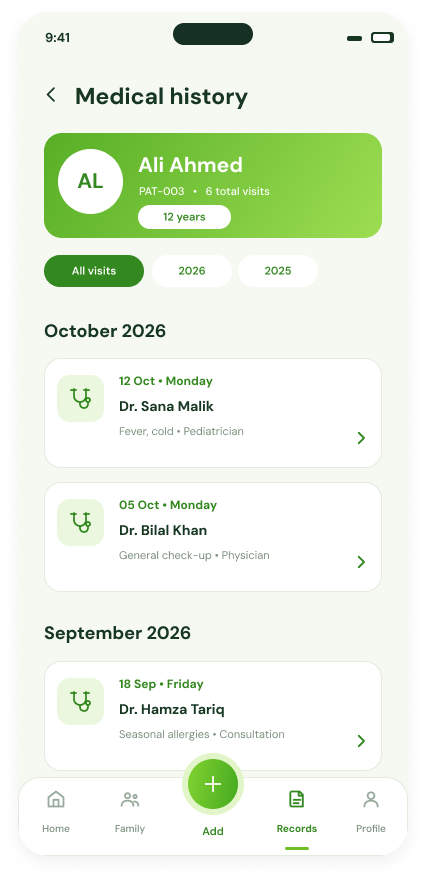 9:41
Medical history
AL
Ali Ahmed
PAT-003 • 6 total visits
12 years
All visits
2026
2025
October 2026
12 Oct • Monday
Dr. Sana Malik
Fever, cold • Pediatrician
05 Oct • Monday
Dr. Bilal Khan
General check-up • Physician
September 2026
18 Sep • Friday
Dr. Hamza Tariq
Seasonal allergies • Consultation
Home
Family
Add
Records
Profile